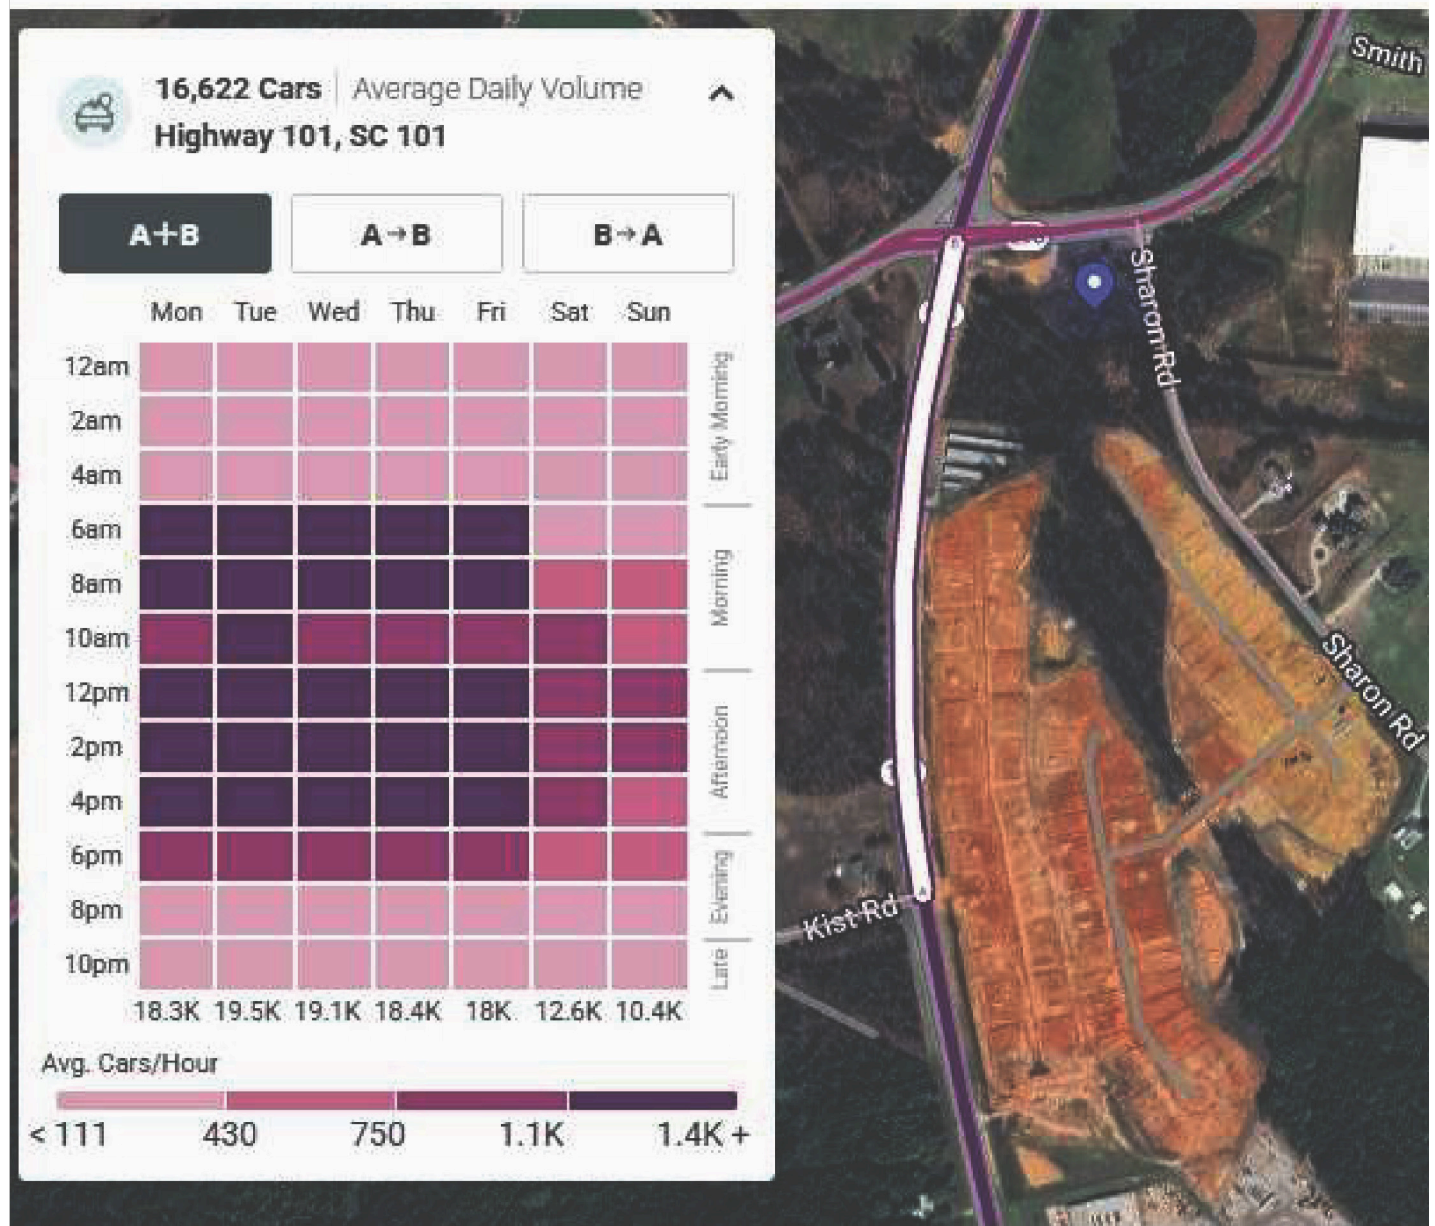 16,622 Cars | Average Daily Volume
Highway 101, SC 101
A+B
A→B
B→A
Mon Tue Wed Thu Fri Sat Sun
12am
2am
4am
6am
8am
10am
12pm
2pm
4pm
6pm
8pm
10pm
Early Morning
Morning
Afternoon
Evening
Late
18.3K 19.5K 19.1K 18.4K 18K 12.6K 10.4K
Avg. Cars/Hour
< 111 430 750 1.1K 1.4K +
Smith
Sharon Rd
Sharon Rd
Kist Rd
B
A